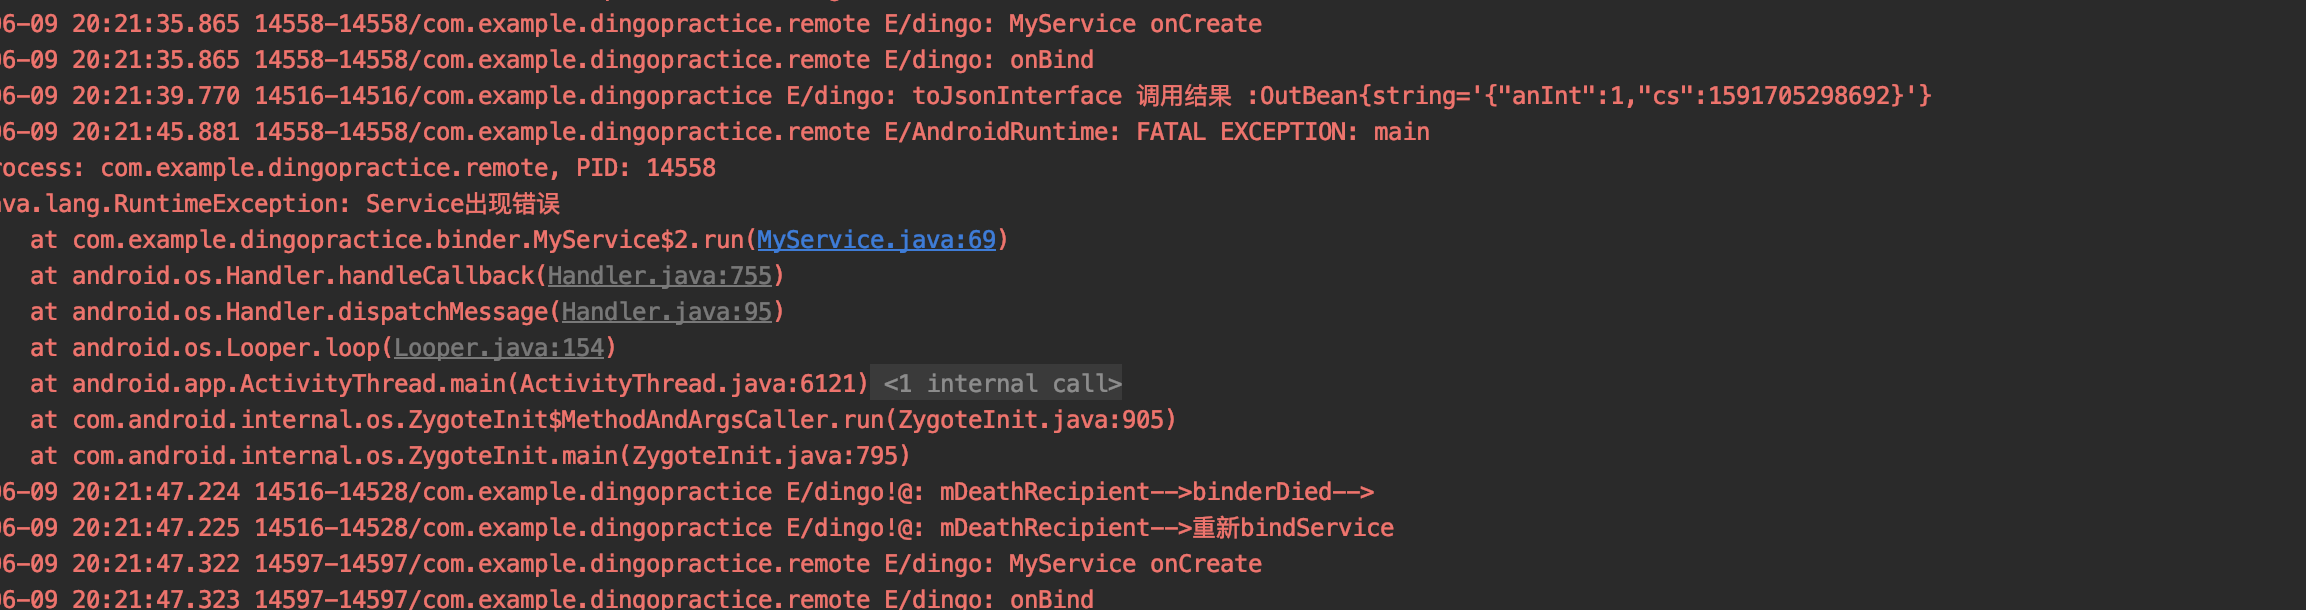 6-09 20:21:35.865 14558-14558/com.example.dingopractice.remote E/dingo: MyService onCreate
6-09 20:21:35.865 14558-14558/com.example.dingopractice.remote E/dingo: onBind
6-09 20:21:39.770 14516-14516/com.example.dingopractice E/dingo: toJsonInterface 调用结果 :OutBean{string='{"anInt":1,"cs":1591705298692}'}
6-09 20:21:45.881 14558-14558/com.example.dingopractice.remote E/AndroidRuntime: FATAL EXCEPTION: main
rocess: com.example.dingopractice.remote, PID: 14558
va.lang.RuntimeException: Service出现错误
at com.example.dingopractice.binder.MyService$2.run(MyService.java:69)
at android.os.Handler.handleCallback(Handler.java:755)
at android.os.Handler.dispatchMessage(Handler.java:95)
at android.os.Looper.loop(Looper.java:154)
at android.app.ActivityThread.main(ActivityThread.java:6121) <1 internal call>
at com.android.internal.os.ZygoteInit$MethodAndArgsCaller.run(ZygoteInit.java:905)
at com.android.internal.os.ZygoteInit.main(ZygoteInit.java:795)
6-09 20:21:47.224 14516-14528/com.example.dingopractice E/dingo!@: mDeathRecipient-->binderDied-->
6-09 20:21:47.225 14516-14528/com.example.dingopractice E/dingo!@: mDeathRecipient-->重新bindService
6-09 20:21:47.322 14597-14597/com.example.dingopractice.remote E/dingo: MyService onCreate
6-09 20:21:47.323 14597-14597/com.example.dingopractice.remote E/dingo: onBind